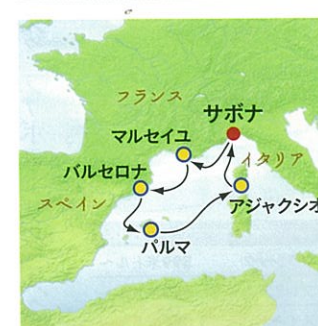 フランス
サボナ
マルセイユ
イタリア
バルセロナ
スペイン
アジャクシオ
パルマ